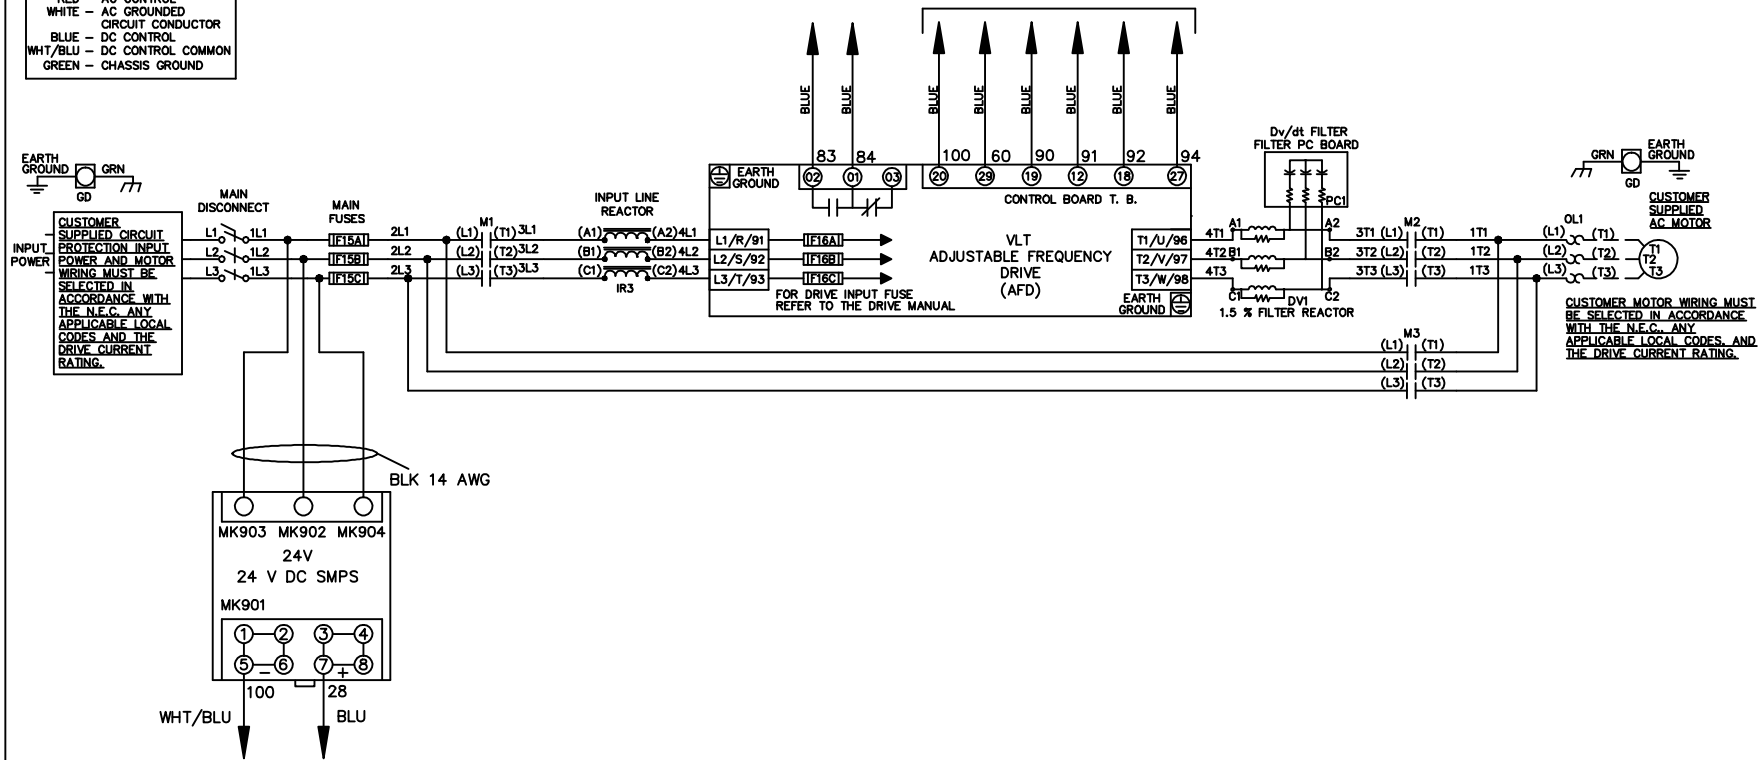 WHITE – AC GROUNDED
CIRCUIT CONDUCTOR
BLUE – DC CONTROL
WHT/BLU – DC CONTROL COMMON
GREEN – CHASSIS GROUND
BLUE
BLUE
BLUE
BLUE
BLUE
BLUE
BLUE
BLUE
83
84
100
60
90
91
92
94
02
01
03
20
29
19
12
18
27
EARTH
GROUND
GRN
GD
MAIN
DISCONNECT
MAIN
FUSES
INPUT LINE
REACTOR
EARTH
GROUND
CONTROL BOARD T. B.
Dv/dt FILTER
FILTER PC BOARD
PC1
GRN
EARTH
GROUND
GD
CUSTOMER
SUPPLIED
AC MOTOR
INPUT
POWER
CUSTOMER
SUPPLIED CIRCUIT
PROTECTION INPUT
POWER AND MOTOR
WIRING MUST BE
SELECTED IN
ACCORDANCE WITH
THE N.E.C. ANY
APPLICABLE LOCAL
CODES AND THE
DRIVE CURRENT
RATING.
L1 1L1 F15A 2L1 (L1) M1 (T1) 3L1 (A1) (A2) 4L1 L1/R/91 F16A
L2 1L2 F15B 2L2 (L2) (T2) 3L2 (B1) (B2) 4L2 L2/S/92 F16B
L3 1L3 F15C 2L3 (L3) (T3) 3L3 (C1) (C2) 4L3 L3/T/93 F16C
IR3
VLT
ADJUSTABLE FREQUENCY
DRIVE
(AFD)
FOR DRIVE INPUT FUSE
REFER TO THE DRIVE MANUAL
EARTH
GROUND
T1/U/96 4T1 A1 A2 3T1 (L1) M2 (T1) 1T1 (L1) OL1 (T1) T1
T2/V/97 4T2 B1 B2 3T2 (L2) (T2) 1T2 (L2) (T2) T2
T3/W/98 4T3 C1 C2 3T3 (L3) (T3) 1T3 (L3) (T3) T3
DV1
1.5 % FILTER REACTOR
CUSTOMER MOTOR WIRING MUST
BE SELECTED IN ACCORDANCE
WITH THE N.E.C., ANY
APPLICABLE LOCAL CODES, AND
THE DRIVE CURRENT RATING.
M3
(L1) (T1)
(L2) (T2)
(L3) (T3)
BLK 14 AWG
MK903 MK902 MK904
24V
24 V DC SMPS
MK901
1 2 3 4
5 – 6 7 + 8
100 28
WHT/BLU BLU